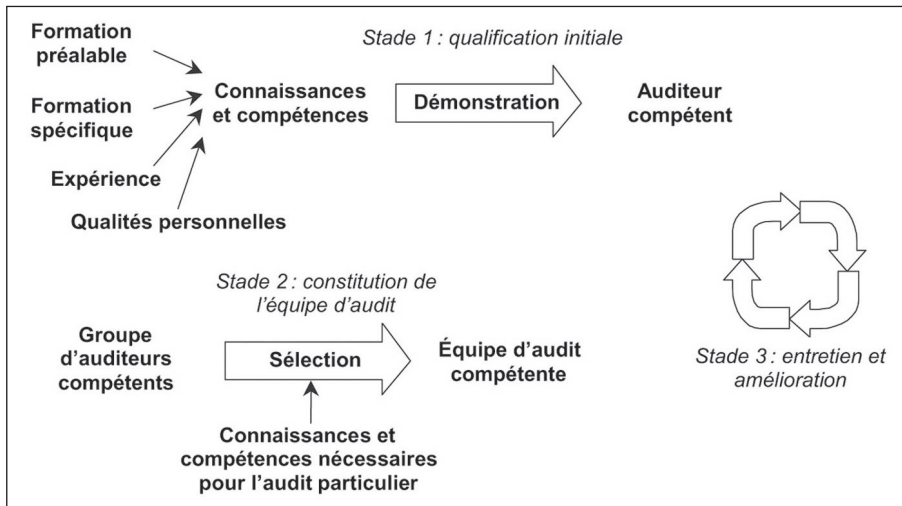 Formation
préalable
Stade 1 : qualification initiale
Formation
spécifique
Connaissances
et compétences
Démonstration
Auditeur
compétent
Expérience
Qualités personnelles
Stade 2 : constitution de
l'équipe d'audit
Groupe
d'auditeurs
compétents
Sélection
Équipe d'audit
compétente
Stade 3 : entretien et
amélioration
Connaissances et
compétences nécessaires
pour l'audit particulier